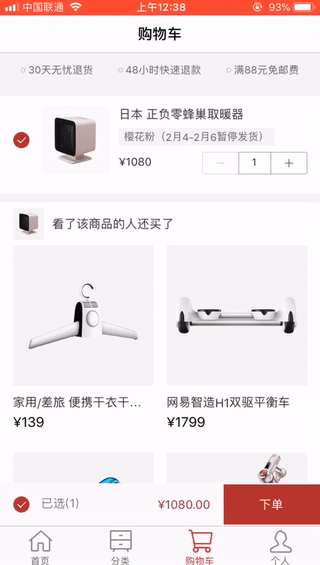 中国联通 上午12:38 93%
购物车
30天无忧退货 48小时快速退款 满88元免邮费
日本 正负零蜂巢取暖器
樱花粉（2月4-2月6暂停发货）
¥1080 1
看了该商品的人还买了
家用/差旅 便携干衣干... 网易智造H1双驱平衡车
¥139 ¥1799
已选(1) ¥1080.00 下单
首页 分类 购物车 个人